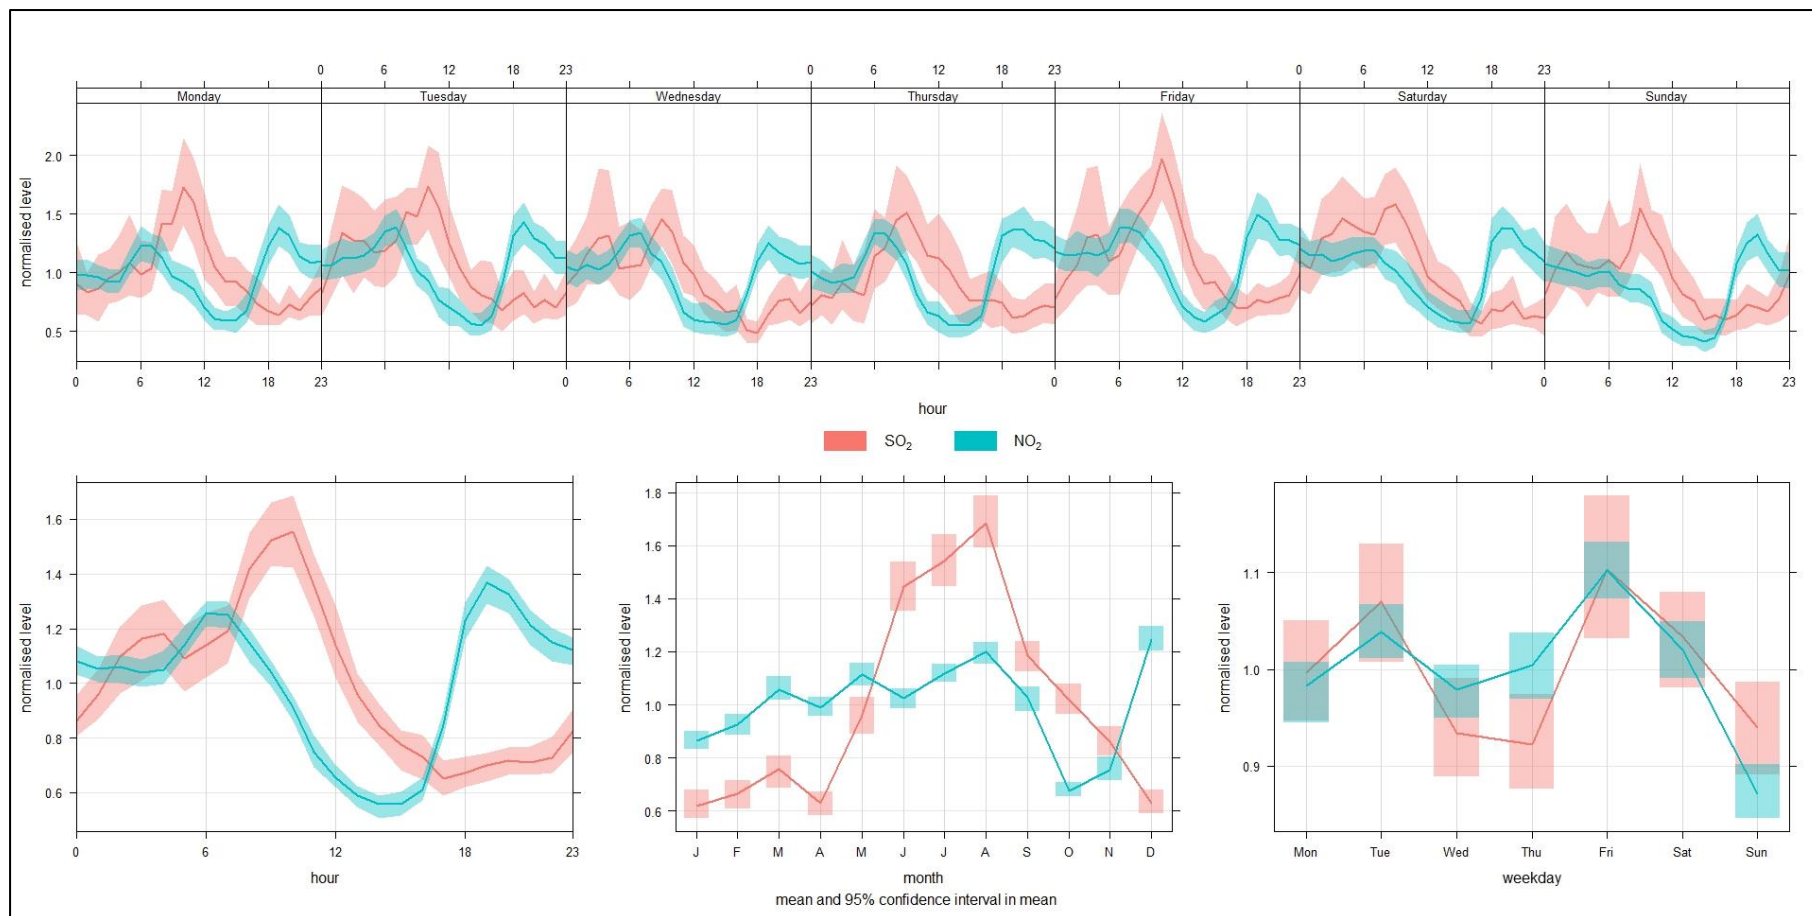 0 6 12 18 23 0 6 12 18 23 0 6 12 18 23
Monday Tuesday Wednesday Thursday Friday Saturday Sunday
normalised level
2.0
1.5
1.0
0.5
0 6 12 18 23 0 6 12 18 23 0 6 12 18 23 0 6 12 18 23
hour
SO₂ NO₂
normalised level
1.6
1.4
1.2
1.0
0.8
0.6
0 6 12 18 23
hour
normalised level
1.8
1.6
1.4
1.2
1.0
0.8
0.6
J F M A M J J A S O N D
month
normalised level
1.1
1.0
0.9
Mon Tue Wed Thu Fri Sat Sun
weekday
mean and 95% confidence interval in mean